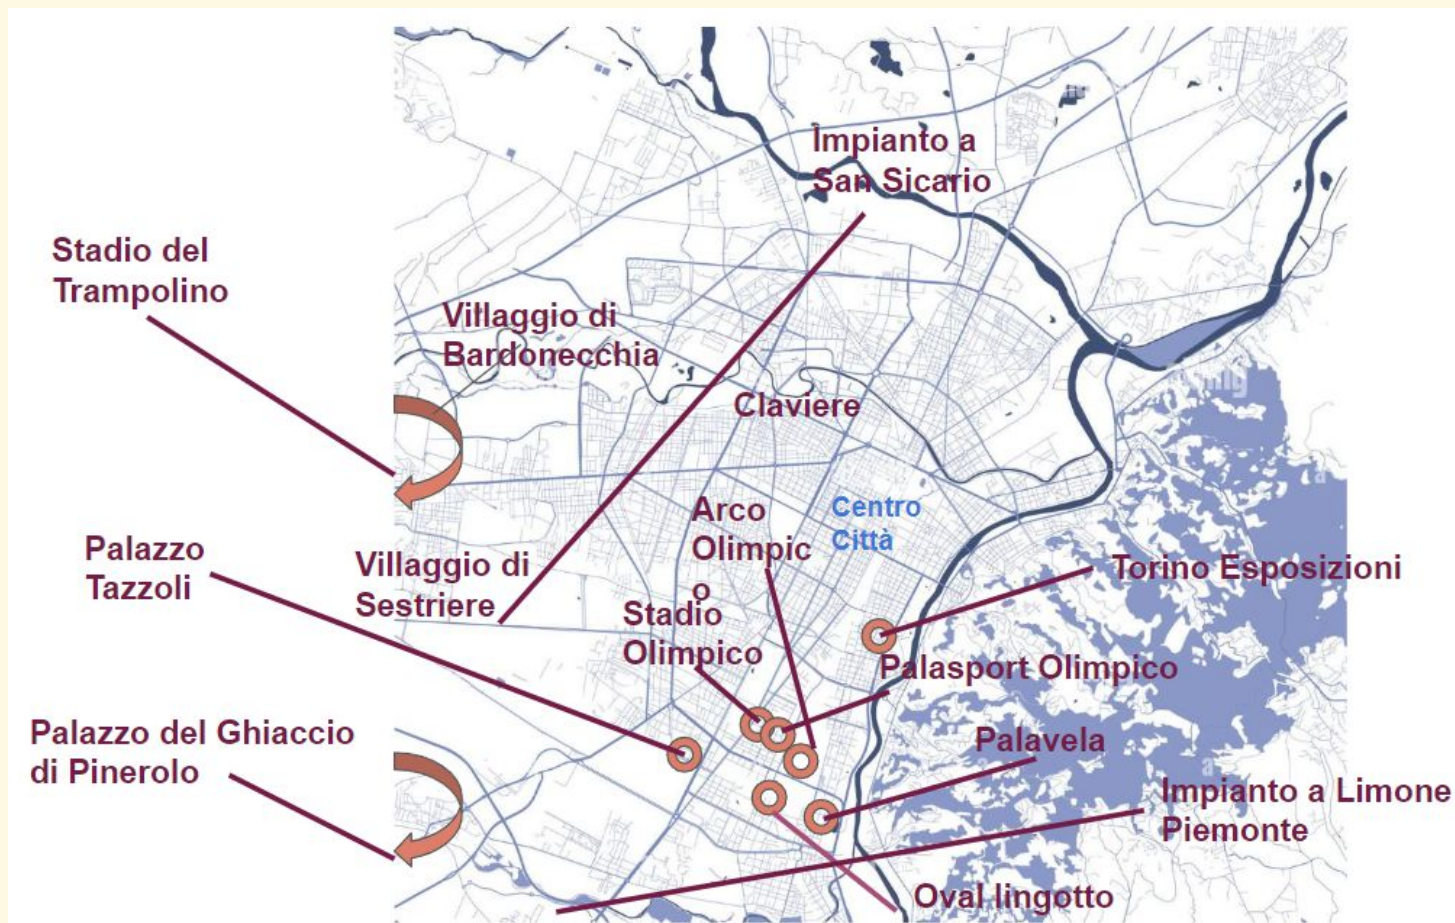 Impianto a
San Sicario
Stadio del
Trampolino
Villaggio di
Bardonecchia
Claviere
Arco
Olimpic
o
Centro
Città
Palazzo
Tazzoli
Villaggio di
Sestriere
Torino Esposizioni
Stadio
Olimpico
Palasport Olimpico
Palazzo del Ghiaccio
di Pinerolo
Palavela
Impianto a Limone
Piemonte
Oval lingotto